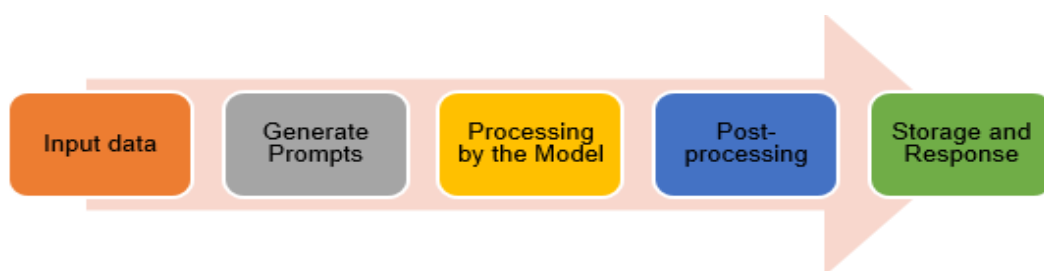 Input data
Generate
Prompts
Processing
by the Model
Post-
processing
Storage and
Response